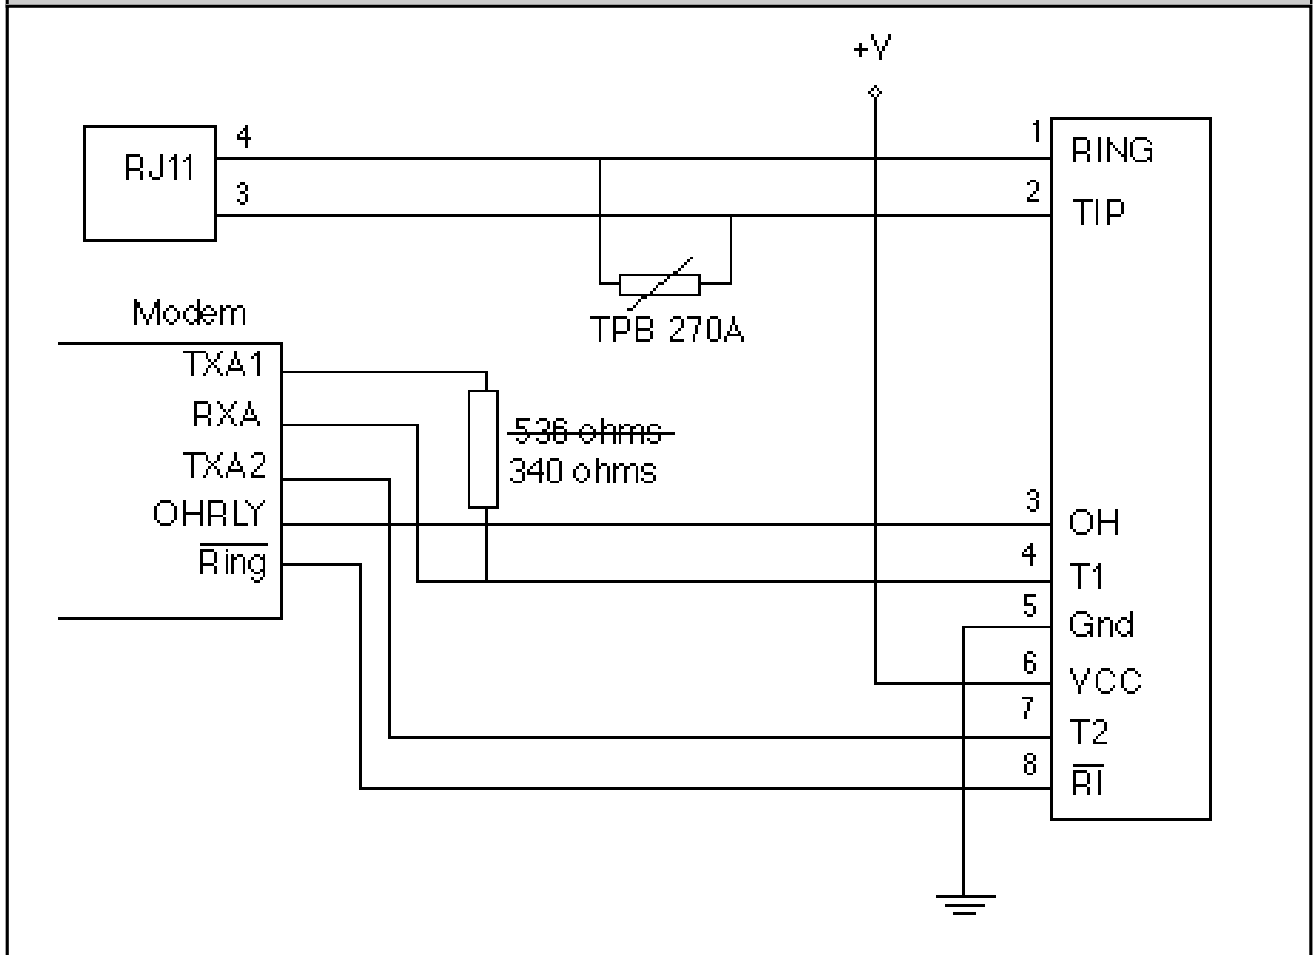 +V
RJ11
4
3
1
RING
2
TIP
TPB 270A
Modem
TXA1
RXA
TXA2
OHRLY
Ring
536 ohms
340 ohms
3
OH
4
T1
5
Gnd
6
VCC
7
T2
8
RI